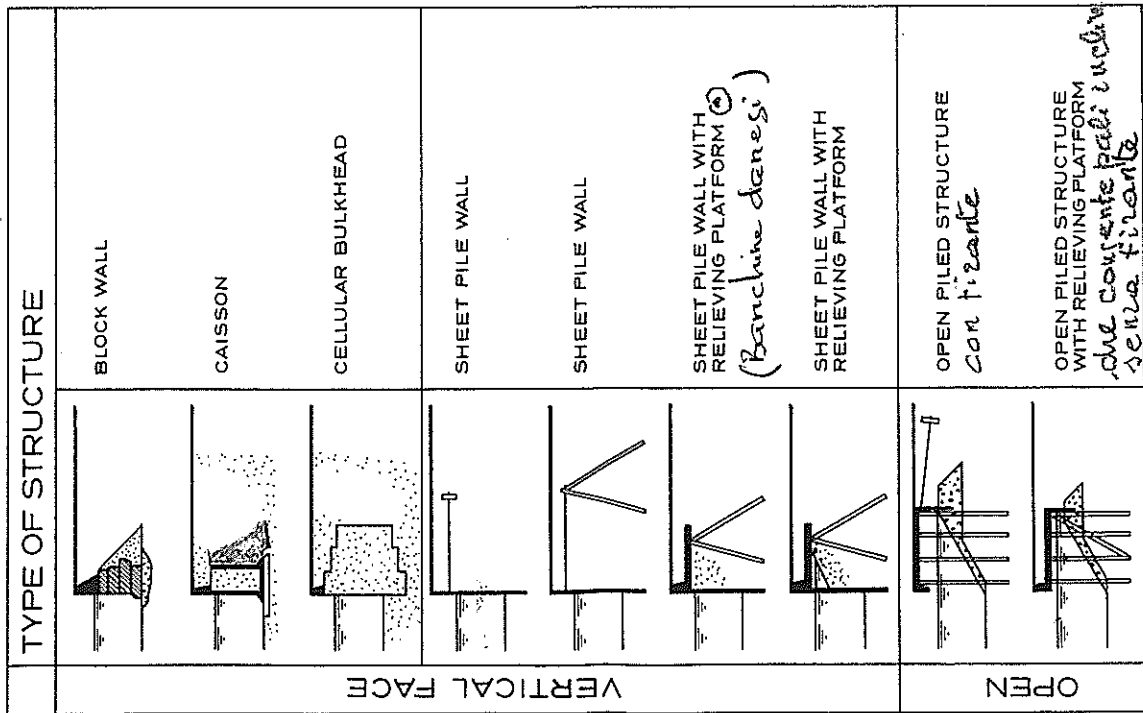 TYPE OF STRUCTURE
VERTICAL FACE
BLOCK WALL
CAISSON
CELLULAR BULKHEAD
SHEET PILE WALL
SHEET PILE WALL
SHEET PILE WALL WITH
RELIEVING PLATFORM
(Banchine danesi)
SHEET PILE WALL WITH
RELIEVING PLATFORM
OPEN
OPEN PILED STRUCTURE
con tirante
OPEN PILED STRUCTURE
WITH RELIEVING PLATFORM
che consente pali
senza tirante